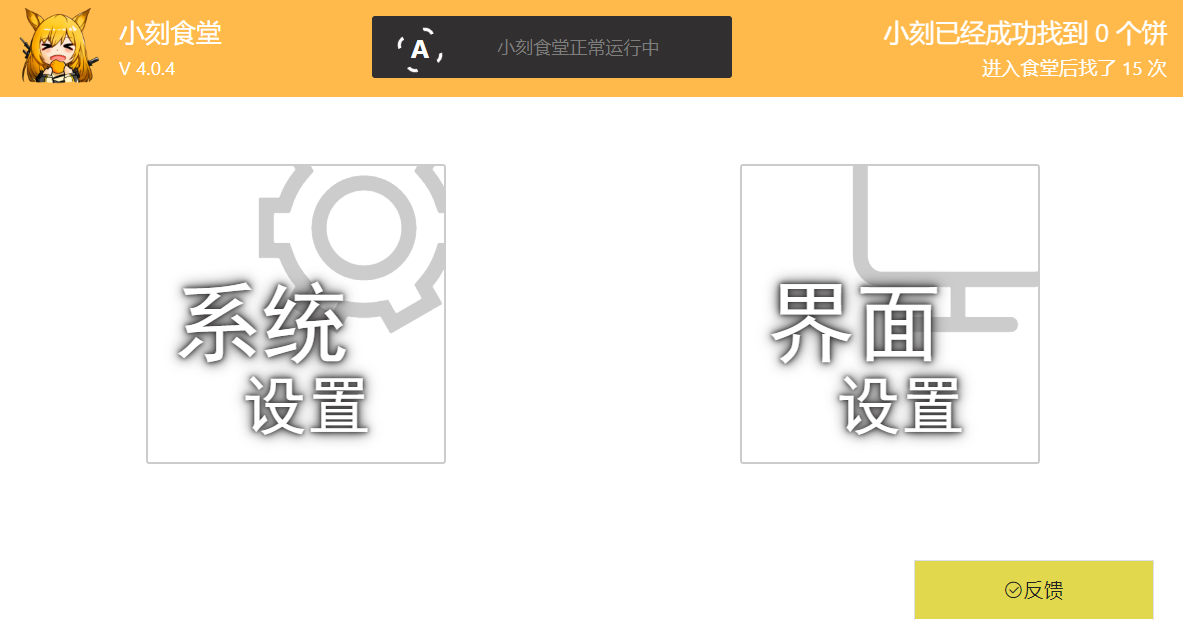 小刻食堂
V 4.0.4
A
小刻食堂正常运行中
小刻已经成功找到 0 个饼
进入食堂后找了 15 次
系统
设置
界面
设置
反馈